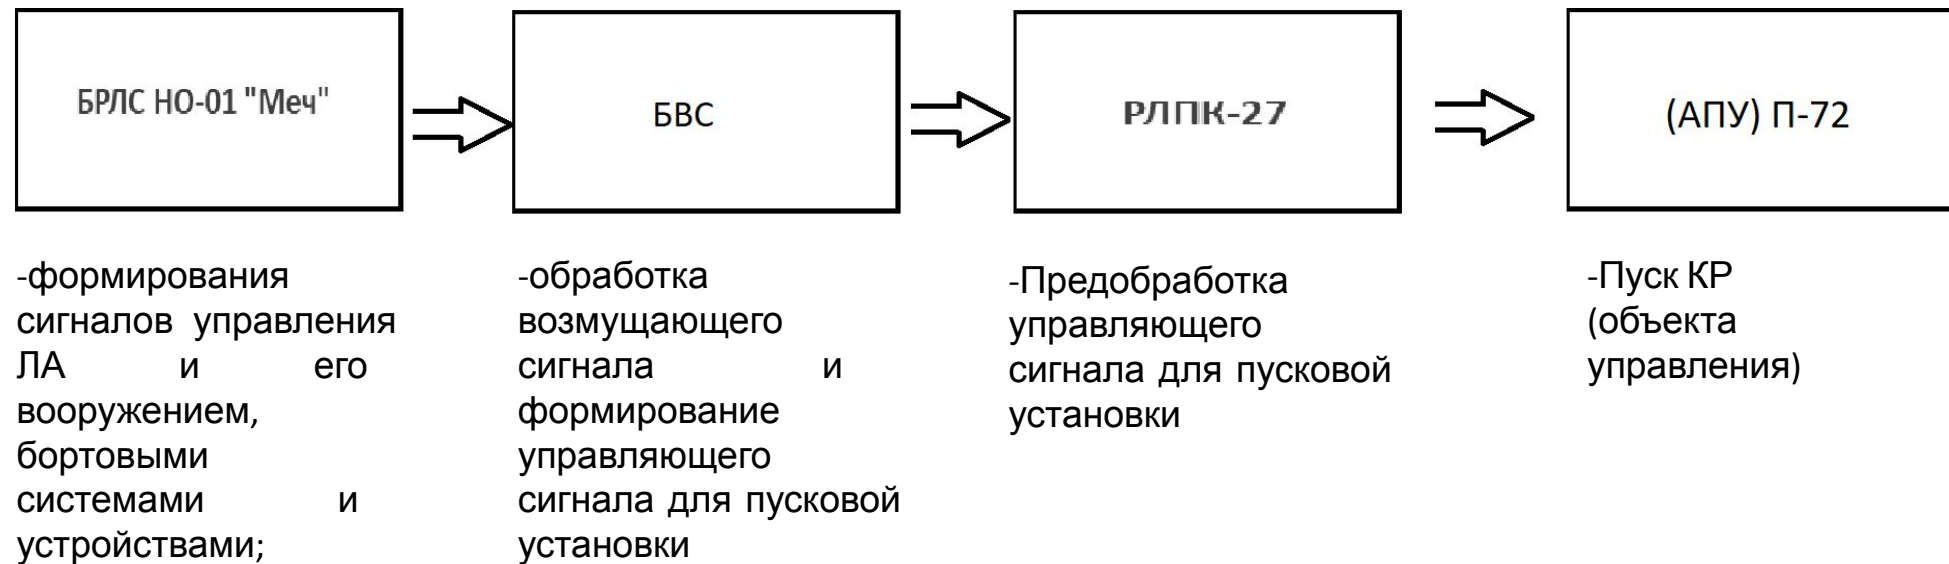 БРЛС НО-01 "Меч"
БВС
РЛПК-27
(АПУ) П-72
-формирования
сигналов управления
ЛА и его
вооружением,
бортовыми
системами и
устройствами;
-обработка
возмущающего
сигнала и
формирование
управляющего
сигнала для пусковой
установки
-Предобработка
управляющего
сигнала для пусковой
установки
-Пуск КР
(объекта
управления)